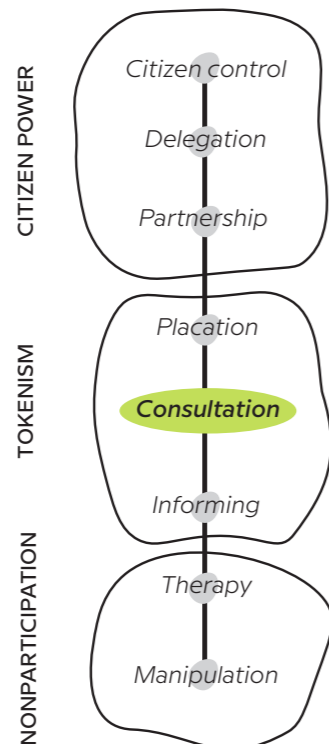 CITIZEN POWER
Citizen control
Delegation
Partnership
TOKENISM
Placation
Consultation
Informing
NONPARTICIPATION
Therapy
Manipulation